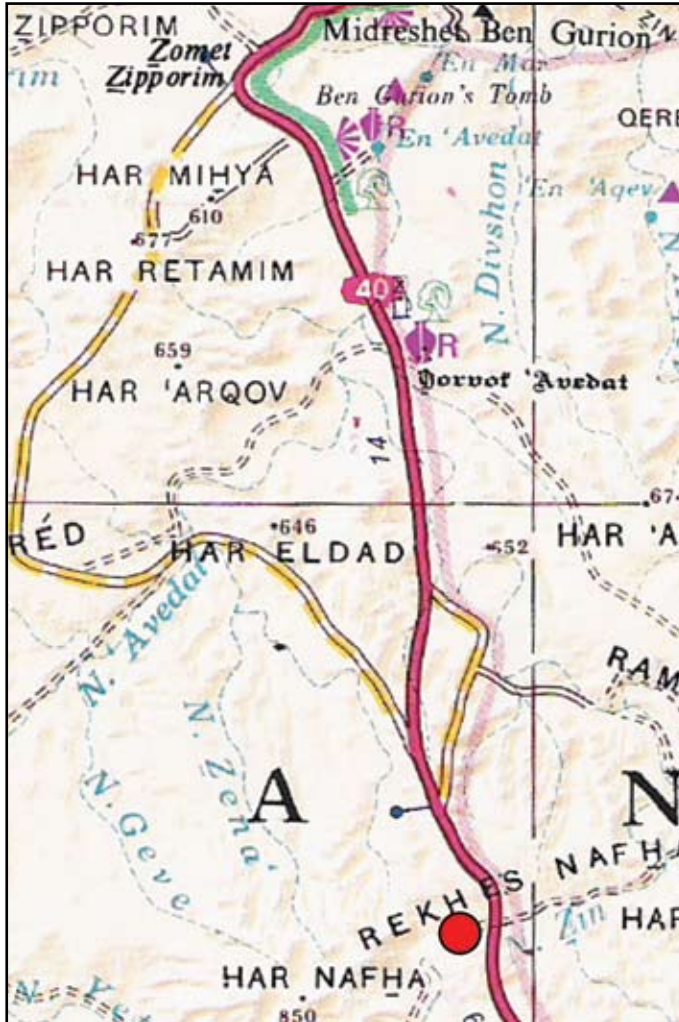 ZIPPORIM
Midreshet Ben Gurion
ZIN
Zomet
Zipporim
'En Mor
Ben Gurion's Tomb
R
'En 'Avedat
QERE
HAR MIHYA
610
677
'En 'Aqev
N. Divshon
HAR RETAMIM
40
R
659
HAR 'ARQOV
Horvot 'Avedat
14
RÉD
646
HAR ELDAD
652
674
HAR 'A
N. 'Avedat
RAM
N. Zena'
A
N
N. Geve
REKHES NAFHA
N. Zin
HAR
HAR NAFHA
850